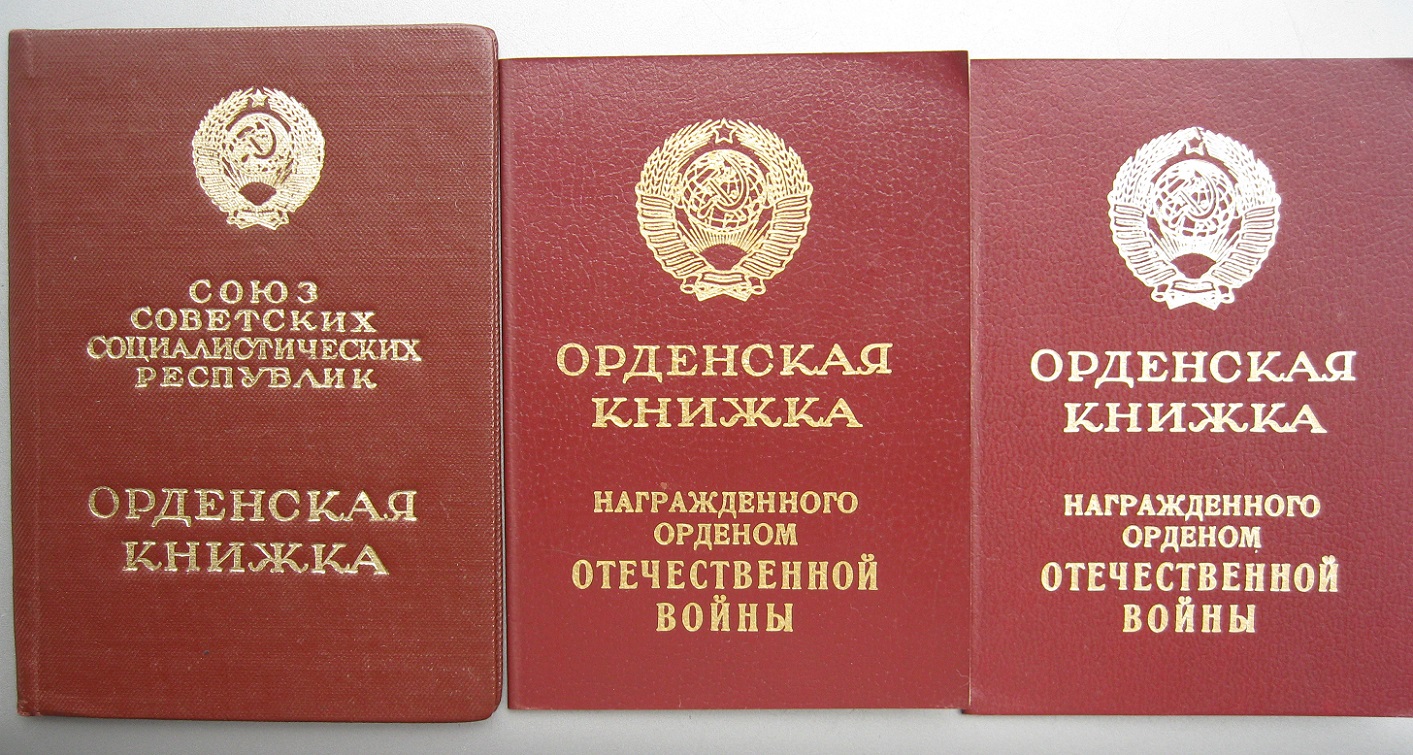 СОЮЗ
СОВЕТСКИХ
СОЦИАЛИСТИЧЕСКИХ
РЕСПУБЛИК
ОРДЕНСКАЯ
КНИЖКА
ОРДЕНСКАЯ
КНИЖКА
НАГРАЖДЕННОГО
ОРДЕНОМ
ОТЕЧЕСТВЕННОЙ
ВОЙНЫ
ОРДЕНСКАЯ
КНИЖКА
НАГРАЖДЕННОГО
ОРДЕНОМ
ОТЕЧЕСТВЕННОЙ
ВОЙНЫ